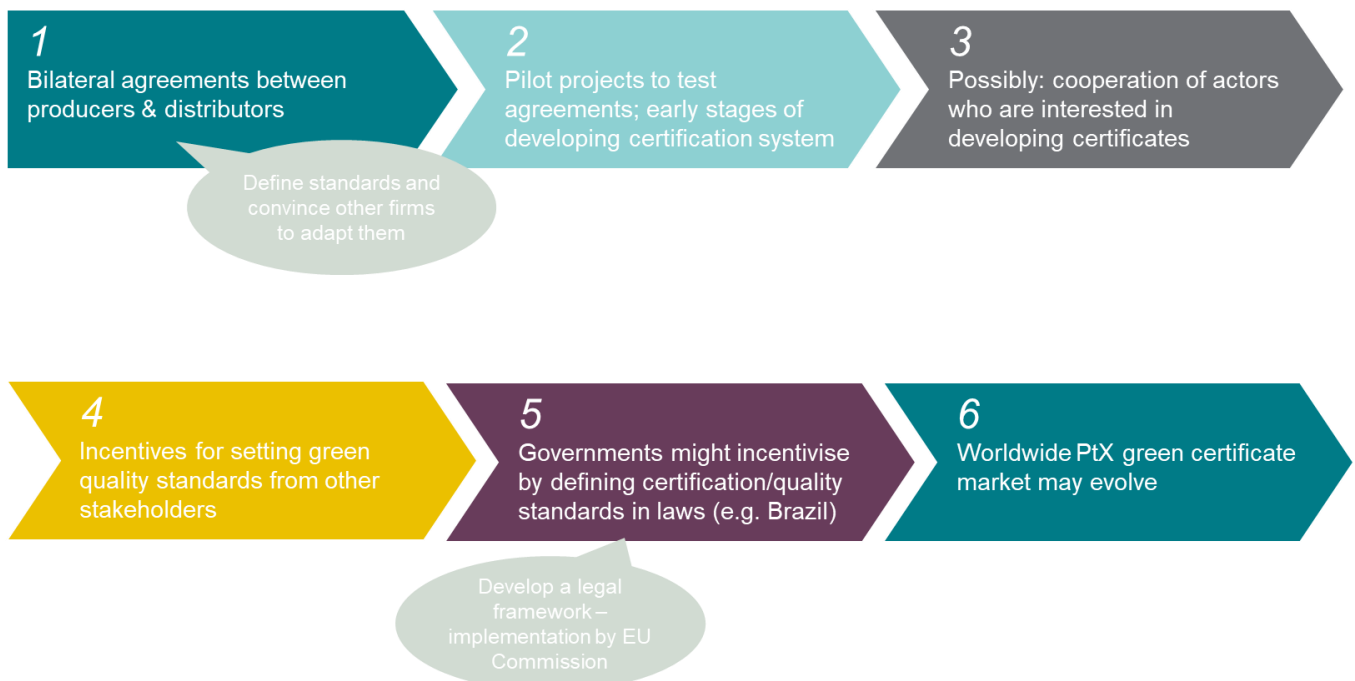 1
Bilateral agreements between
producers & distributors
Define standards and
convince other firms
to adapt them
2
Pilot projects to test
agreements; early stages of
developing certification system
3
Possibly: cooperation of actors
who are interested in
developing certificates
4
Incentives for setting green
quality standards from other
stakeholders
5
Governments might incentivise
by defining certification/quality
standards in laws (e.g. Brazil)
Develop a legal
framework –
implementation by EU
Commission
6
Worldwide PtX green certificate
market may evolve